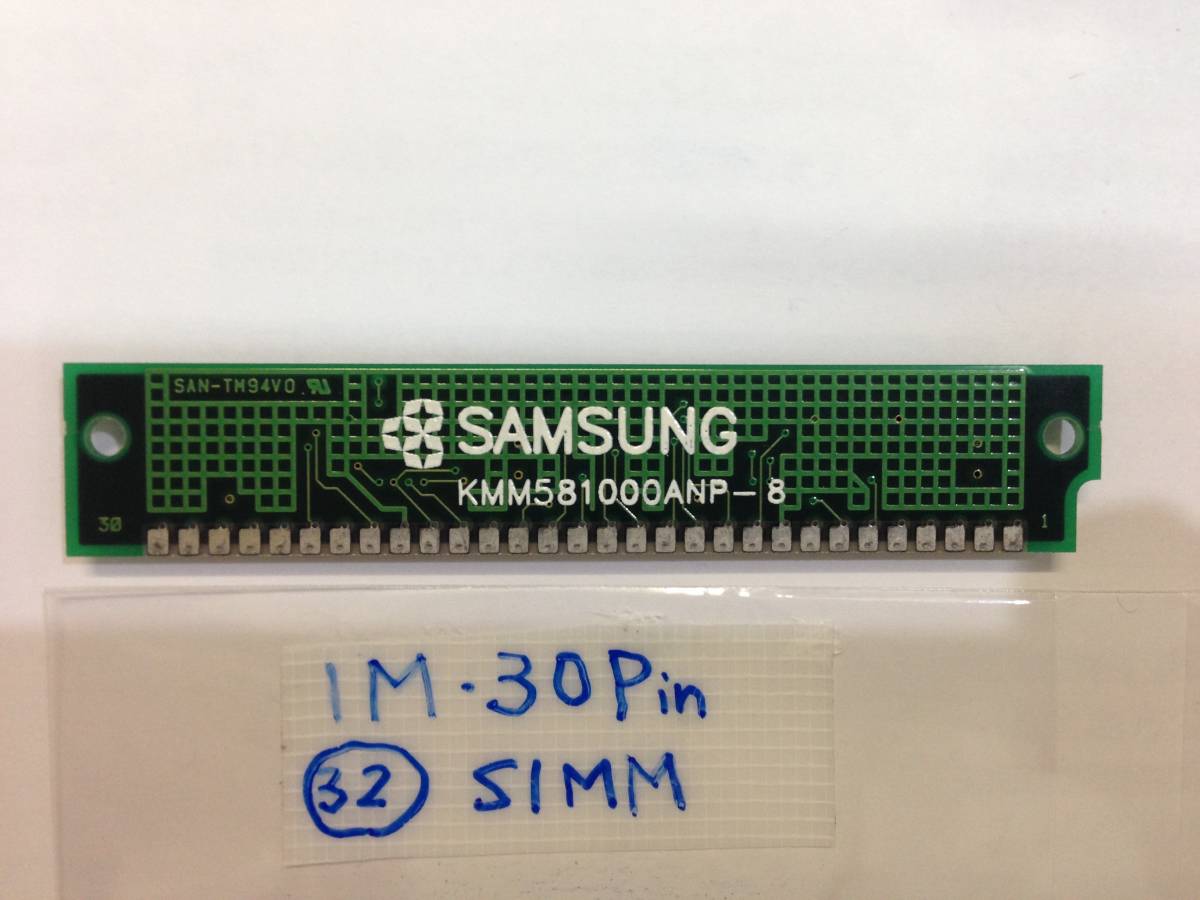 SAN-TM94V0
SAMSUNG
KMM581000ANP-8
30
1
1M.30Pin
32 SIMM